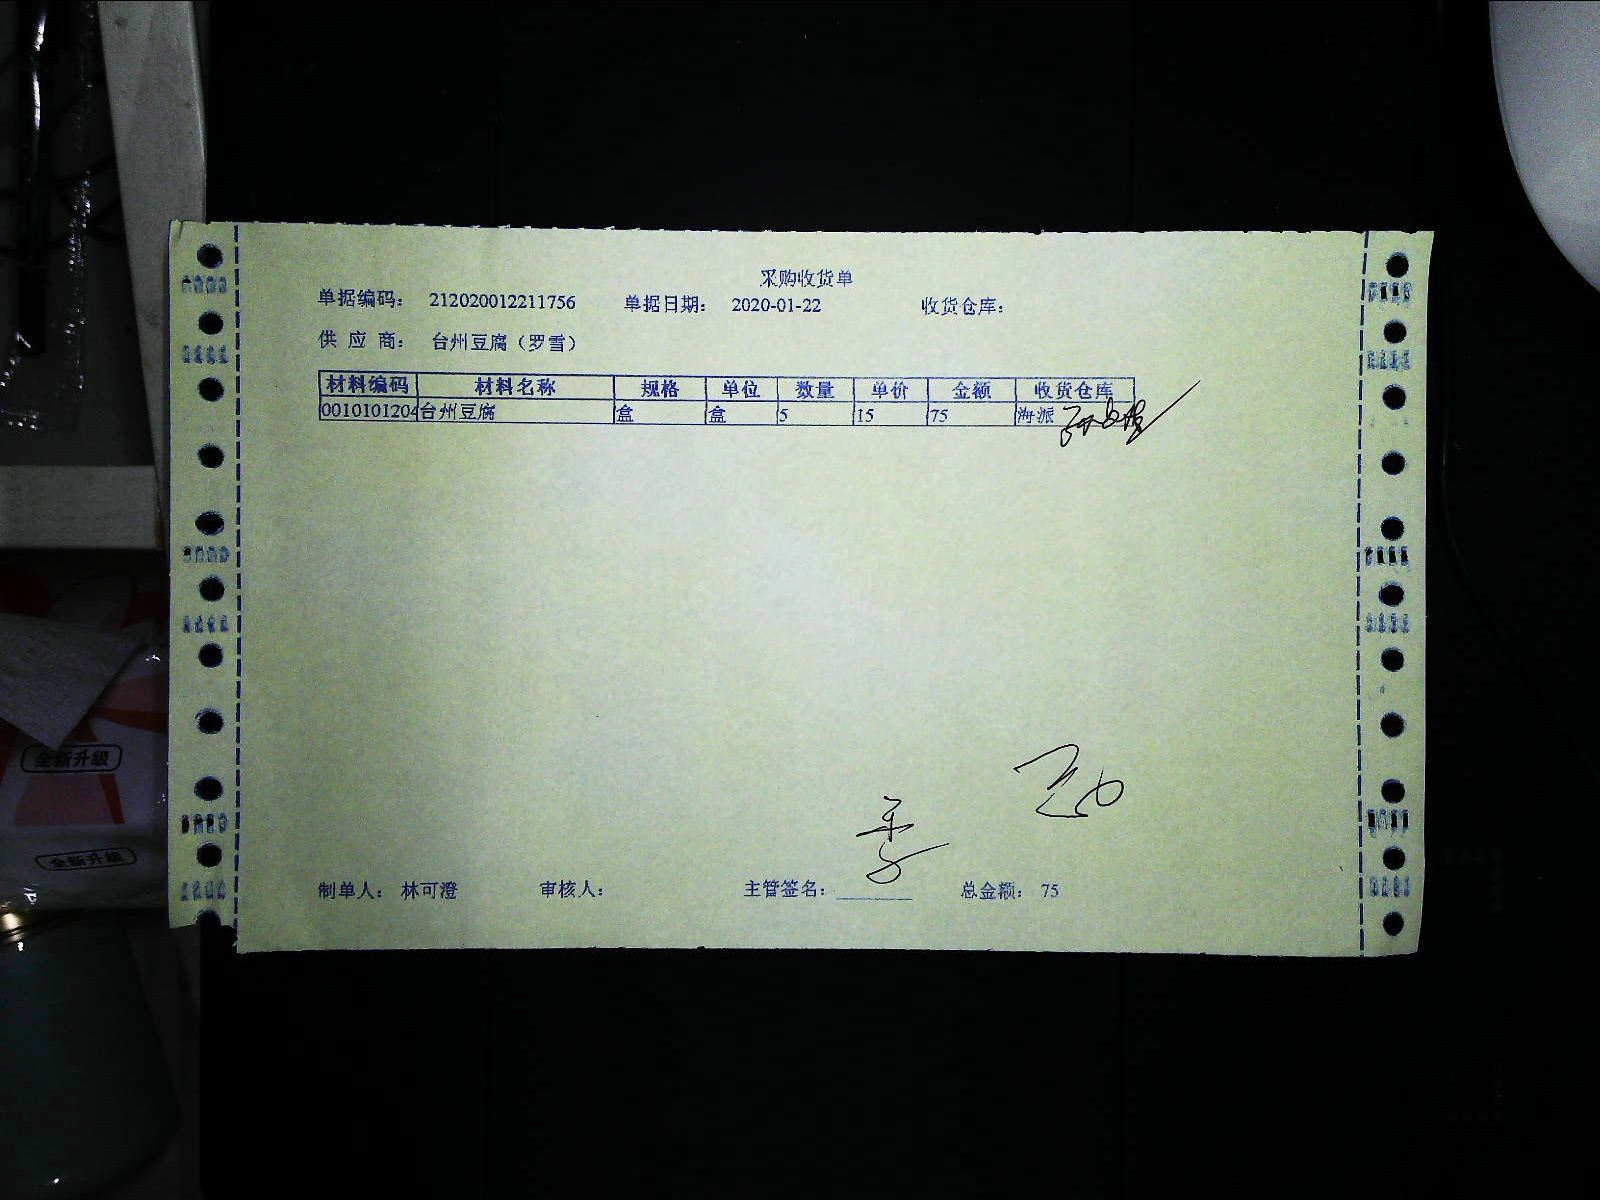 采购收货单
单据编码： 212020012211756 单据日期： 2020-01-22 收货仓库：
供 应 商： 台州豆腐（罗雪）
材料编码 材料名称 规格 单位 数量 单价 金额 收货仓库
0010101204 台州豆腐 盒 盒 5 15 75 海派
制单人： 林可澄 审核人： 主管签名：________ 总金额： 75
全新升级
全新升级